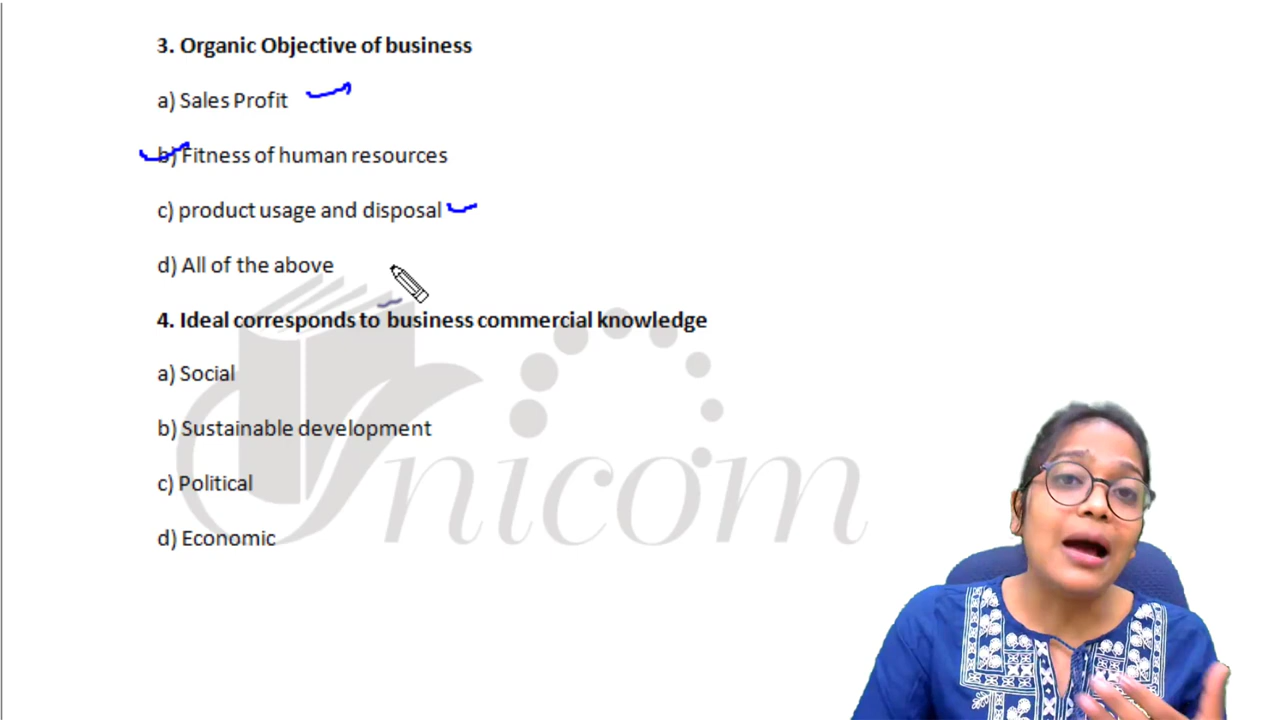 3. Organic Objective of business
a) Sales Profit
b) Fitness of human resources
c) product usage and disposal
d) All of the above
4. Ideal corresponds to business commercial knowledge
a) Social
b) Sustainable development
c) Political
d) Economic
nicom